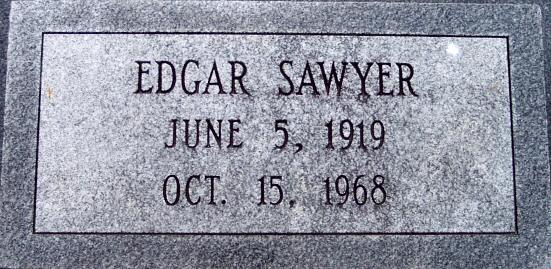 EDGAR SAWYER
JUNE 5, 1919
OCT. 15, 1968